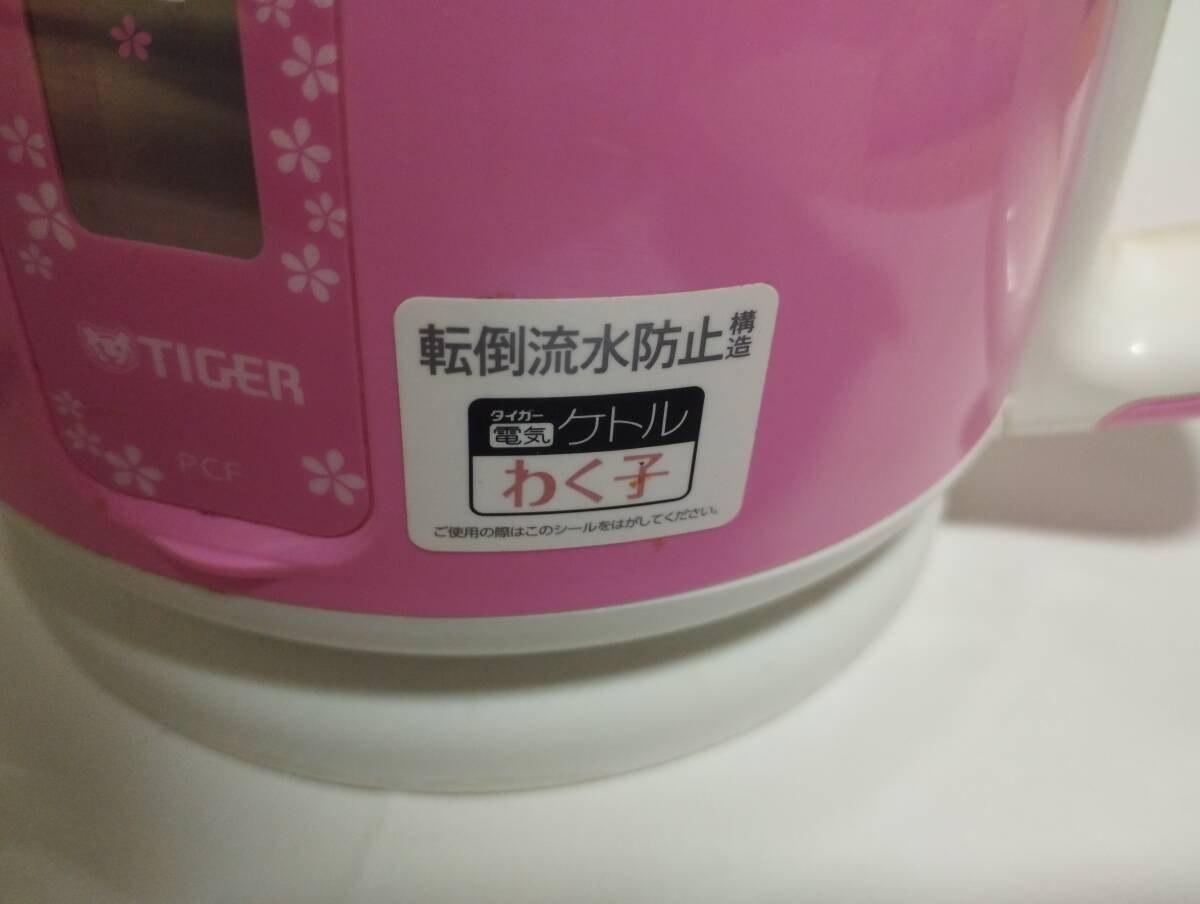 TIGER
PCF
転倒流水防止構造
タイガー
電気ケトル
わく子
ご使用の際はこのシールをはがしてください。